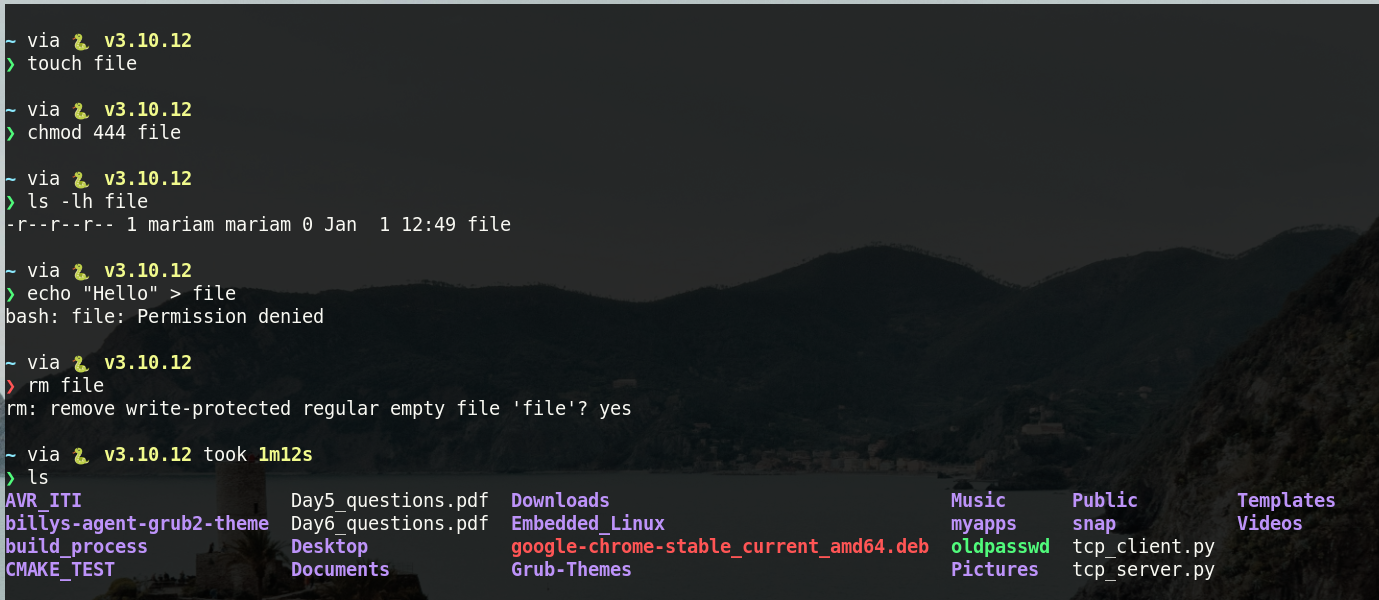 ~ via 🐍 v3.10.12
❯ touch file
~ via 🐍 v3.10.12
❯ chmod 444 file
~ via 🐍 v3.10.12
❯ ls -lh file
-r--r--r-- 1 mariam mariam 0 Jan  1 12:49 file
~ via 🐍 v3.10.12
❯ echo "Hello" > file
bash: file: Permission denied
~ via 🐍 v3.10.12
❯ rm file
rm: remove write-protected regular empty file 'file'? yes
~ via 🐍 v3.10.12 took 1m12s
❯ ls
AVR_ITI Day5_questions.pdf Downloads Music Public Templates
billys-agent-grub2-theme Day6_questions.pdf Embedded_Linux myapps snap Videos
build_process Desktop google-chrome-stable_current_amd64.deb oldpasswd tcp_client.py
CMAKE_TEST Documents Grub-Themes Pictures tcp_server.py